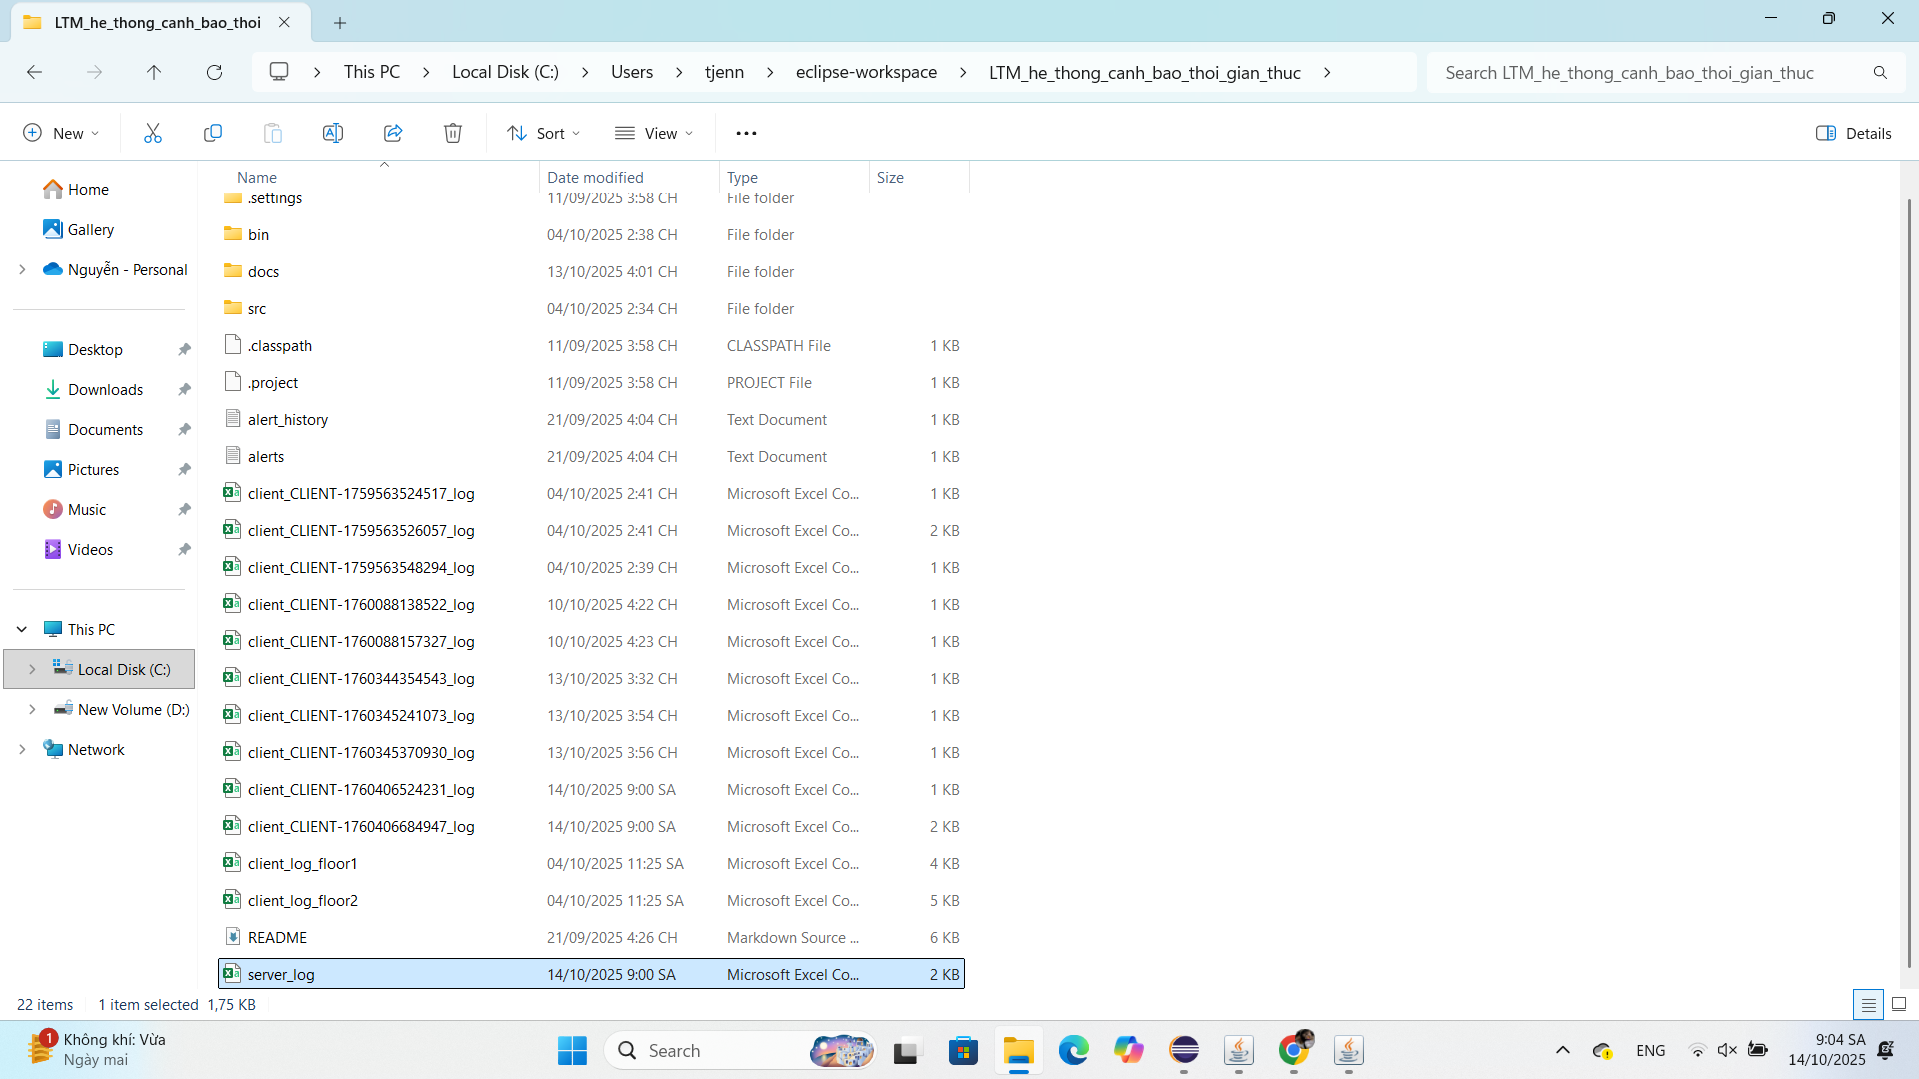 LTM_he_thong_canh_bao_thoi
This PC
Local Disk (C:)
Users
tjenn
eclipse-workspace
LTM_he_thong_canh_bao_thoi_gian_thuc
Search LTM_he_thong_canh_bao_thoi_gian_thuc
New
Sort
View
Details
Home
Gallery
Nguyễn - Personal
Desktop
Downloads
Documents
Pictures
Music
Videos
This PC
Local Disk (C:)
New Volume (D:)
Network
Name Date modified Type Size
.settings 11/09/2025 3:58 CH File folder
bin 04/10/2025 2:38 CH File folder
docs 13/10/2025 4:01 CH File folder
src 04/10/2025 2:34 CH File folder
.classpath 11/09/2025 3:58 CH CLASSPATH File 1 KB
.project 11/09/2025 3:58 CH PROJECT File 1 KB
alert_history 21/09/2025 4:04 CH Text Document 1 KB
alerts 21/09/2025 4:04 CH Text Document 1 KB
client_CLIENT-1759563524517_log 04/10/2025 2:41 CH Microsoft Excel Co... 1 KB
client_CLIENT-1759563526057_log 04/10/2025 2:41 CH Microsoft Excel Co... 2 KB
client_CLIENT-1759563548294_log 04/10/2025 2:39 CH Microsoft Excel Co... 1 KB
client_CLIENT-1760088138522_log 10/10/2025 4:22 CH Microsoft Excel Co... 1 KB
client_CLIENT-1760088157327_log 10/10/2025 4:23 CH Microsoft Excel Co... 1 KB
client_CLIENT-1760344354543_log 13/10/2025 3:32 CH Microsoft Excel Co... 1 KB
client_CLIENT-1760345241073_log 13/10/2025 3:54 CH Microsoft Excel Co... 1 KB
client_CLIENT-1760345370930_log 13/10/2025 3:56 CH Microsoft Excel Co... 1 KB
client_CLIENT-1760406524231_log 14/10/2025 9:00 SA Microsoft Excel Co... 1 KB
client_CLIENT-1760406684947_log 14/10/2025 9:00 SA Microsoft Excel Co... 2 KB
client_log_floor1 04/10/2025 11:25 SA Microsoft Excel Co... 4 KB
client_log_floor2 04/10/2025 11:25 SA Microsoft Excel Co... 5 KB
README 21/09/2025 4:26 CH Markdown Source ... 6 KB
server_log 14/10/2025 9:00 SA Microsoft Excel Co... 2 KB
22 items 1 item selected 1,75 KB
1
Không khí: Vừa
Ngày mai
Search
ENG
9:04 SA
14/10/2025